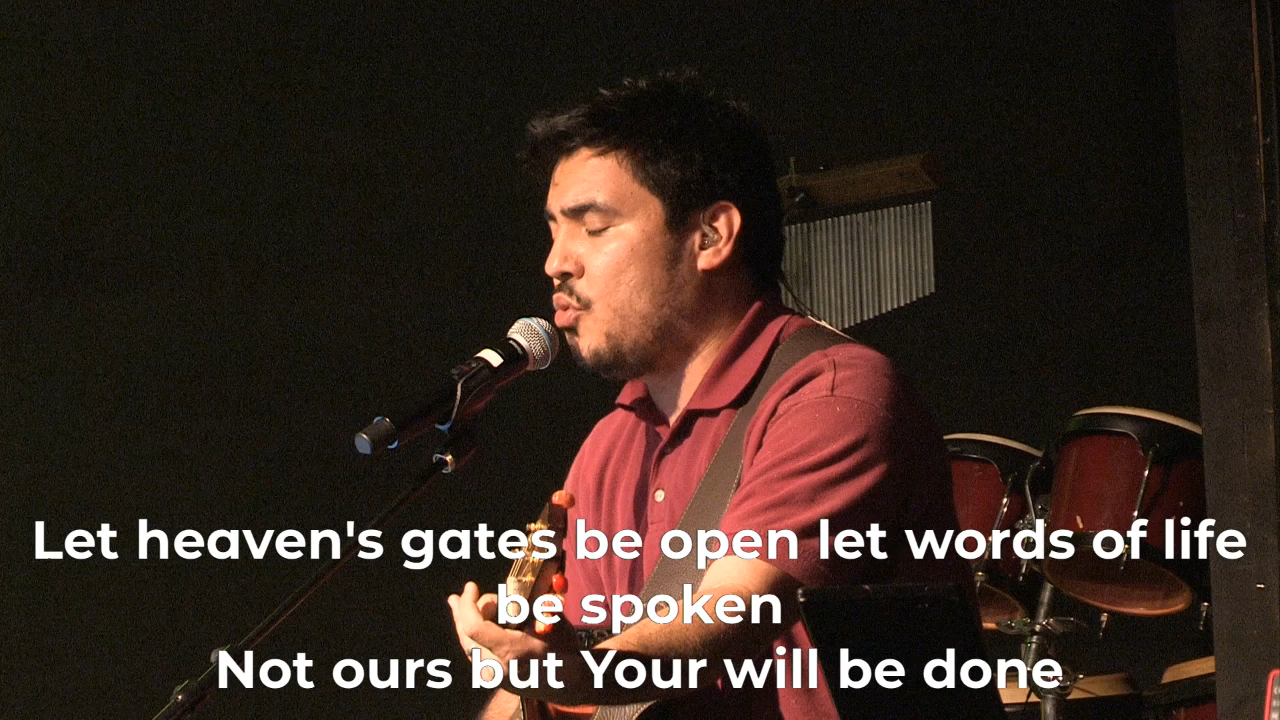 Let heaven's gates be open let words of life
be spoken
Not ours but Your will be done